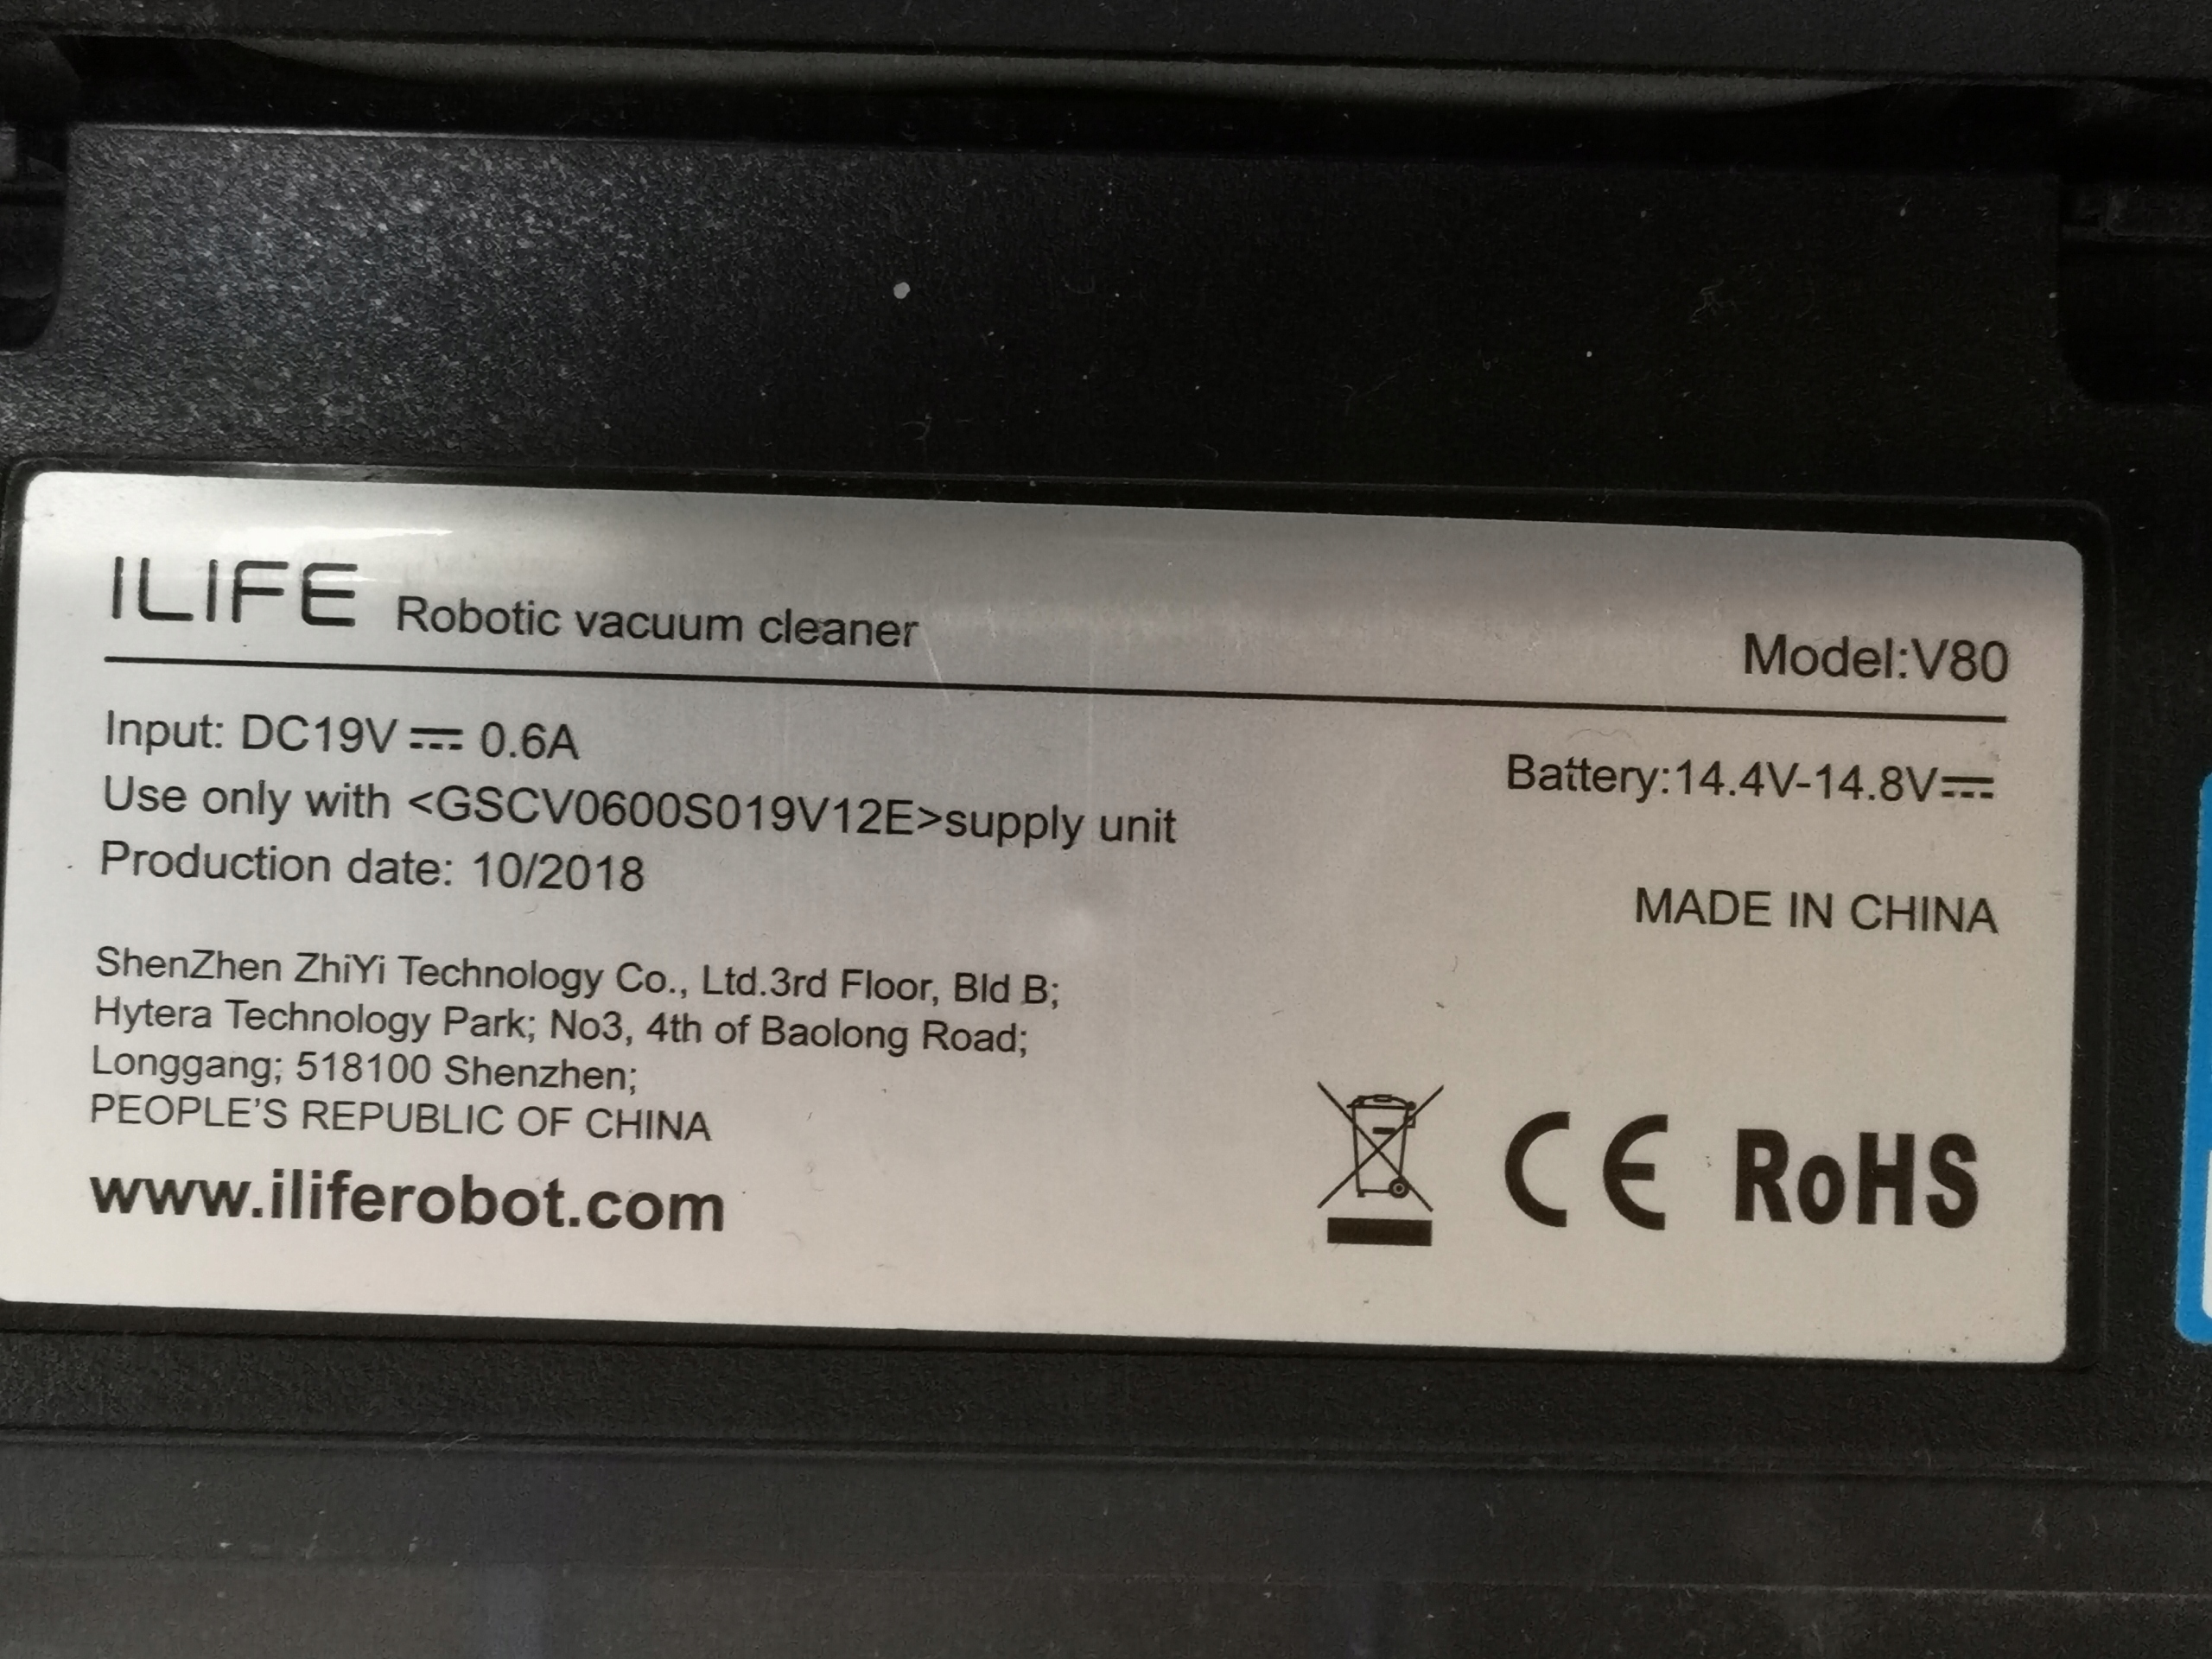 ILIFE Robotic vacuum cleaner
Model:V80
Input: DC19V⎓ 0.6A
Battery:14.4V-14.8V⎓
Use only with <GSCV0600S019V12E>supply unit
Production date: 10/2018
MADE IN CHINA
ShenZhen ZhiYi Technology Co., Ltd.3rd Floor, Bld B;
Hytera Technology Park; No3, 4th of Baolong Road;
Longgang; 518100 Shenzhen;
PEOPLE'S REPUBLIC OF CHINA
www.iliferobot.com
CE RoHS